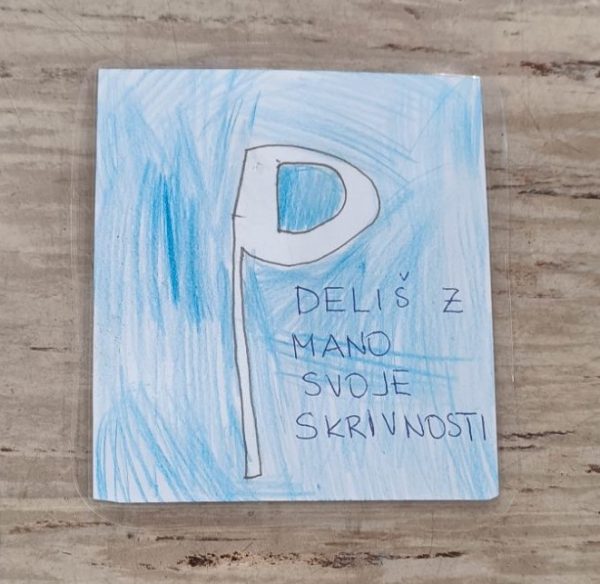 P
DELIŠ Z
MANO
SVOJE
SKRIVNOSTI